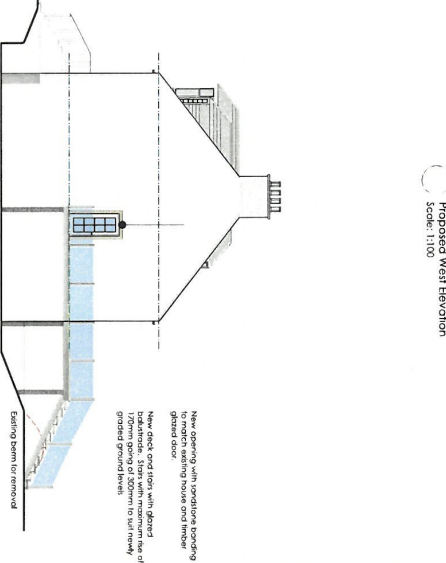 Proposed West Elevation
Scale: 1:100
New opening with sandstone banding
to match existing house and timber
glazed door.
New deck and stairs with glazed
balustrade. Stairs with maximum rise of
170mm going of 300mm to suit newly
graded ground levels
Existing berm for removal